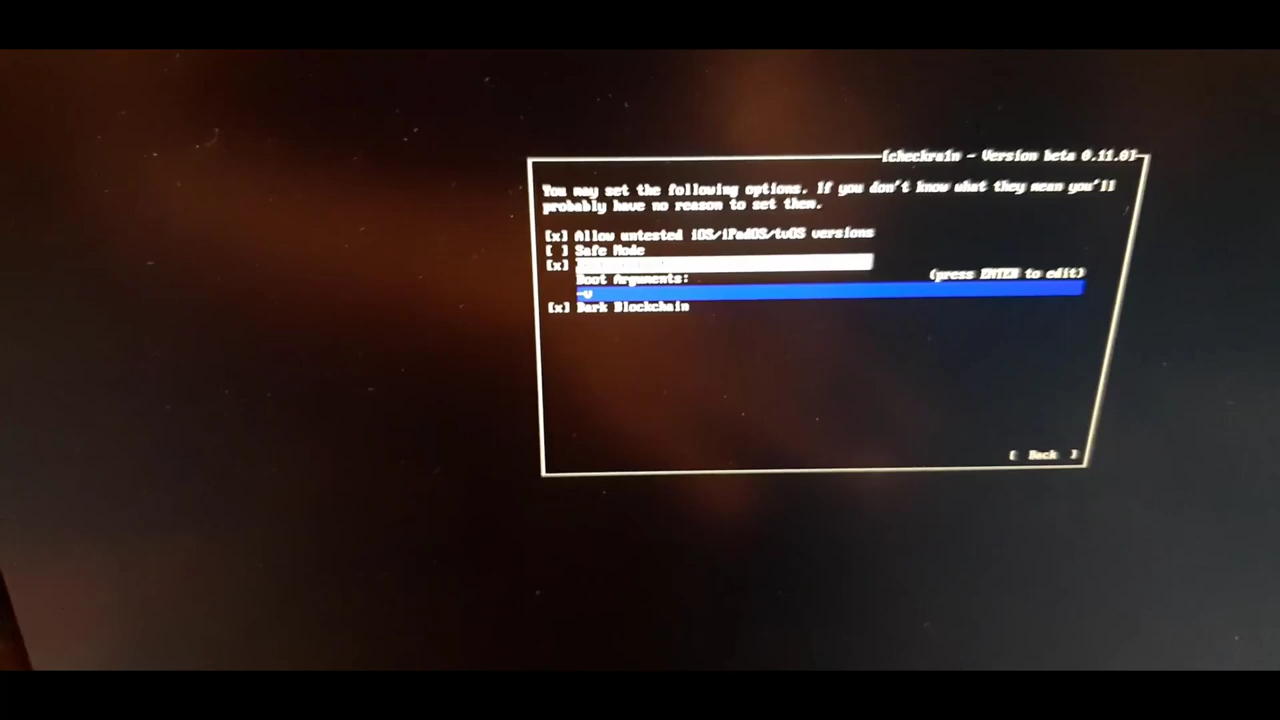 [checkra1n - Version beta 0.11.0]
You may set the following options. If you don't know what they mean you'll
probably have no reason to set them.
[x] Allow untested iOS/iPadOS/tvOS versions
[ ] Safe Mode
[x]
Boot Arguments: (press ENTER to edit)
-v
[x] Dark Blockchain
[ Back ]